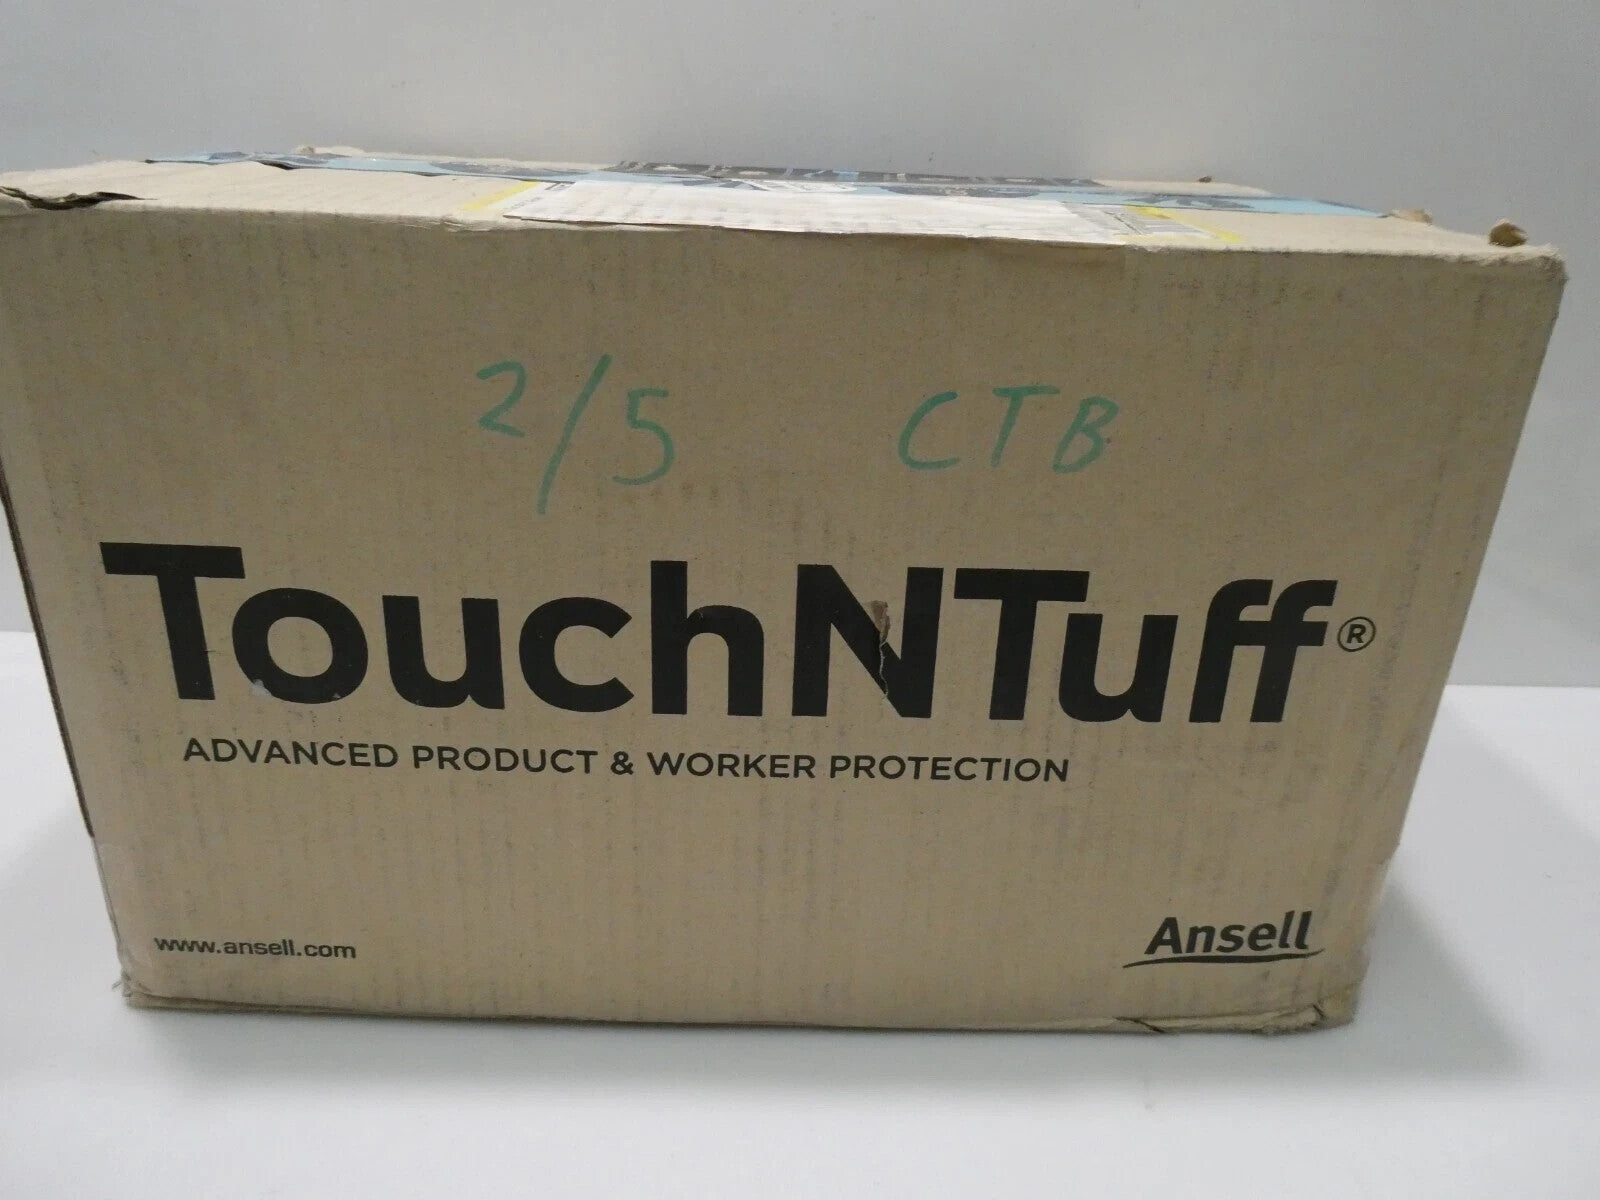 2/5 CTB
TouchNTuff®
ADVANCED PRODUCT & WORKER PROTECTION
www.ansell.com
Ansell